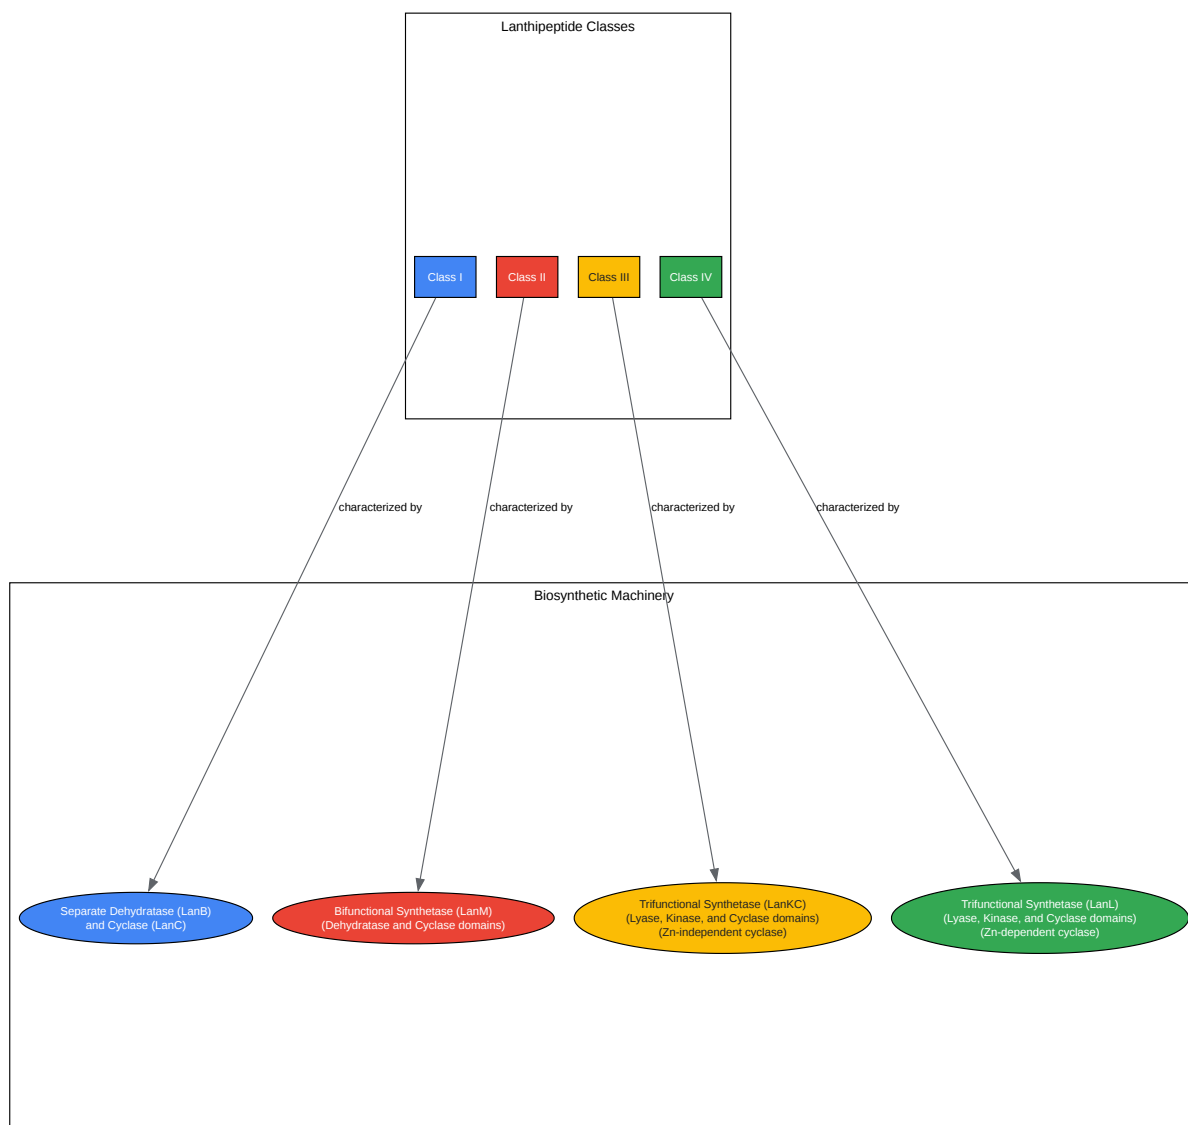 Lanthipeptide Classes
Class I
Class II
Class III
Class IV
characterized by
characterized by
characterized by
characterized by
Biosynthetic Machinery
Separate Dehydratase (LanB)
and Cyclase (LanC)
Bifunctional Synthetase (LanM)
(Dehydratase and Cyclase domains)
Trifunctional Synthetase (LanKC)
(Lyase, Kinase, and Cyclase domains)
(Zn-independent cyclase)
Trifunctional Synthetase (LanL)
(Lyase, Kinase, and Cyclase domains)
(Zn-dependent cyclase)